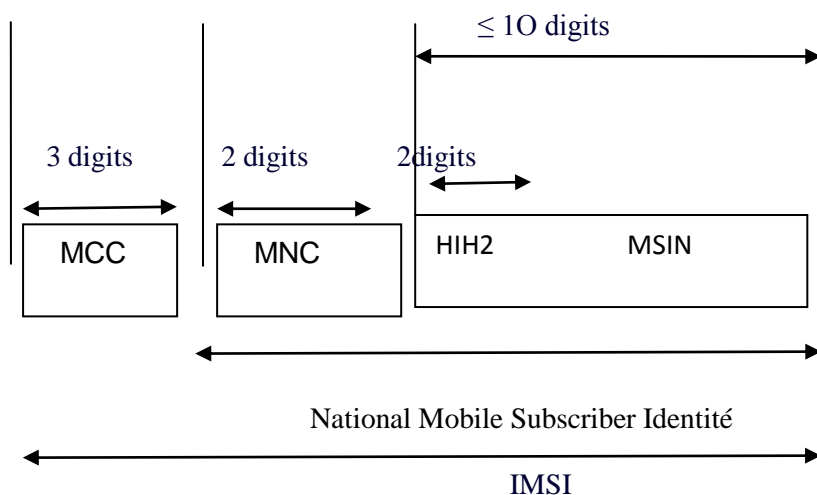 ≤ 1O digits
3 digits 2 digits 2digits
MCC MNC HIH2 MSIN
National Mobile Subscriber Identité
IMSI